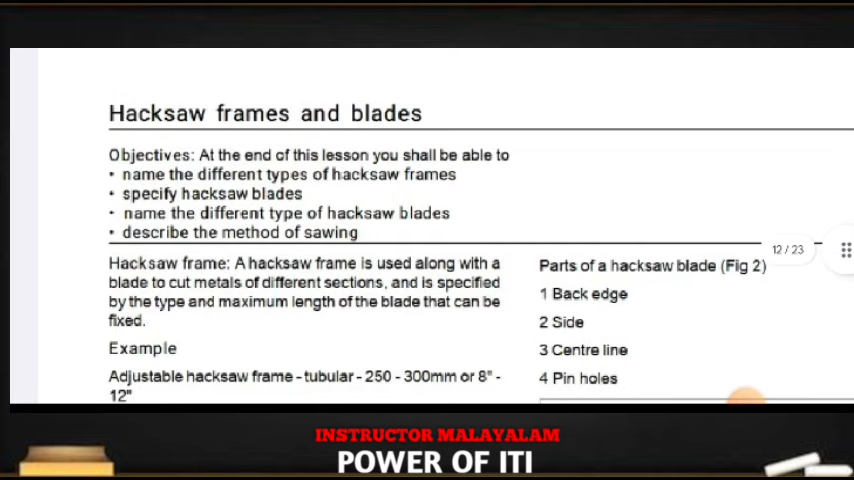 Hacksaw frames and blades
Objectives: At the end of this lesson you shall be able to
• name the different types of hacksaw frames
• specify hacksaw blades
• name the different type of hacksaw blades
• describe the method of sawing
Hacksaw frame: A hacksaw frame is used along with a
blade to cut metals of different sections, and is specified
by the type and maximum length of the blade that can be
fixed.
Example
Adjustable hacksaw frame - tubular - 250 - 300mm or 8" -
12"
12 / 23
Parts of a hacksaw blade (Fig 2)
1 Back edge
2 Side
3 Centre line
4 Pin holes
INSTRUCTOR MALAYALAM
POWER OF ITI